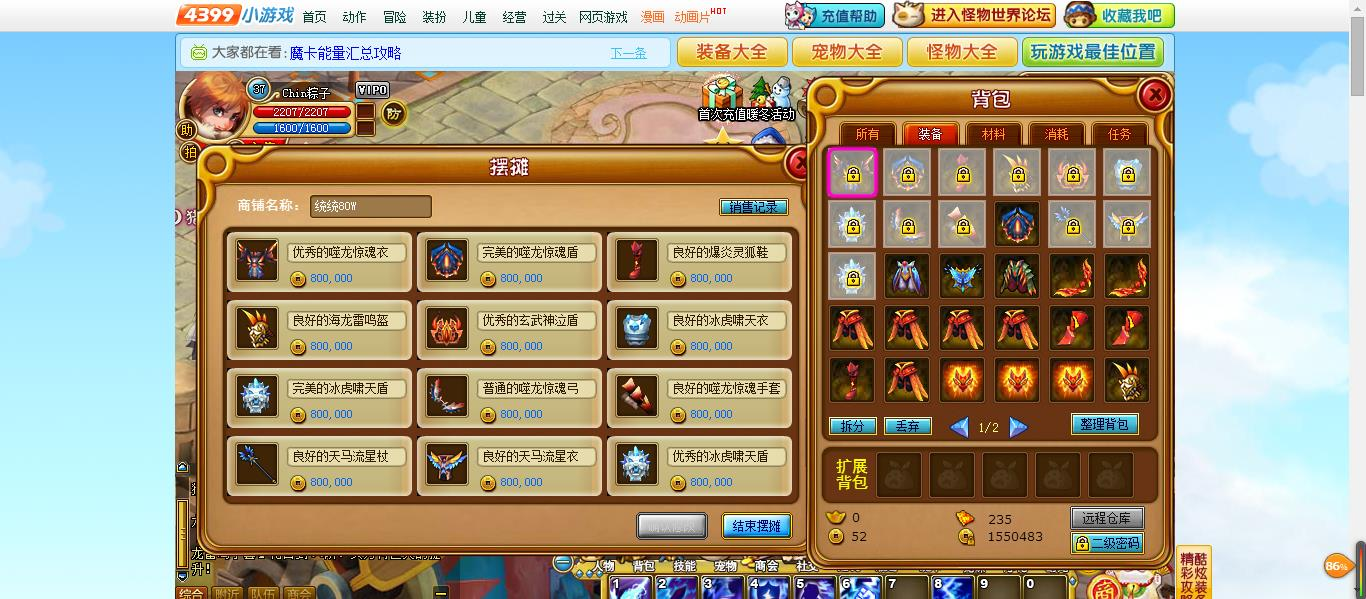 4399小游戏 首页 动作 冒险 装扮 儿童 经营 过关 网页游戏 漫画 动画片 HOT 充值帮助 进入怪物世界论坛 收藏我吧
大家都在看: 魔卡能量汇总攻略 下一条 装备大全 宠物大全 怪物大全 玩游戏最佳位置
37 Chin粽子 VIP0
2207/2207
1600/1600
防
助
拍
首次充值 暖冬活动
摆摊
商铺名称: 统统80W 销售记录
优秀的噬龙惊魂衣 完美的噬龙惊魂盾 良好的爆炎灵狐鞋
800,000 800,000 800,000
良好的海龙雷鸣盔 优秀的玄武神泣盾 良好的冰虎啸天衣
800,000 800,000 800,000
完美的冰虎啸天盾 普通的噬龙惊魂弓 良好的噬龙惊魂手套
800,000 800,000 800,000
良好的天马流星杖 良好的天马流星衣 优秀的冰虎啸天盾
800,000 800,000 800,000
结束摆摊
背包
所有 装备 材料 消耗 任务
拆分 丢弃 1/2 整理背包
扩展
背包
0 235 远程仓库
52 1550483 二级密码
升!
人物 背包 技能 宠物 商会 社交
1 2 3 4 5 6 7 8 9 0
综合 附近 队伍 商会
商
精彩攻略
酷炫装备
86%